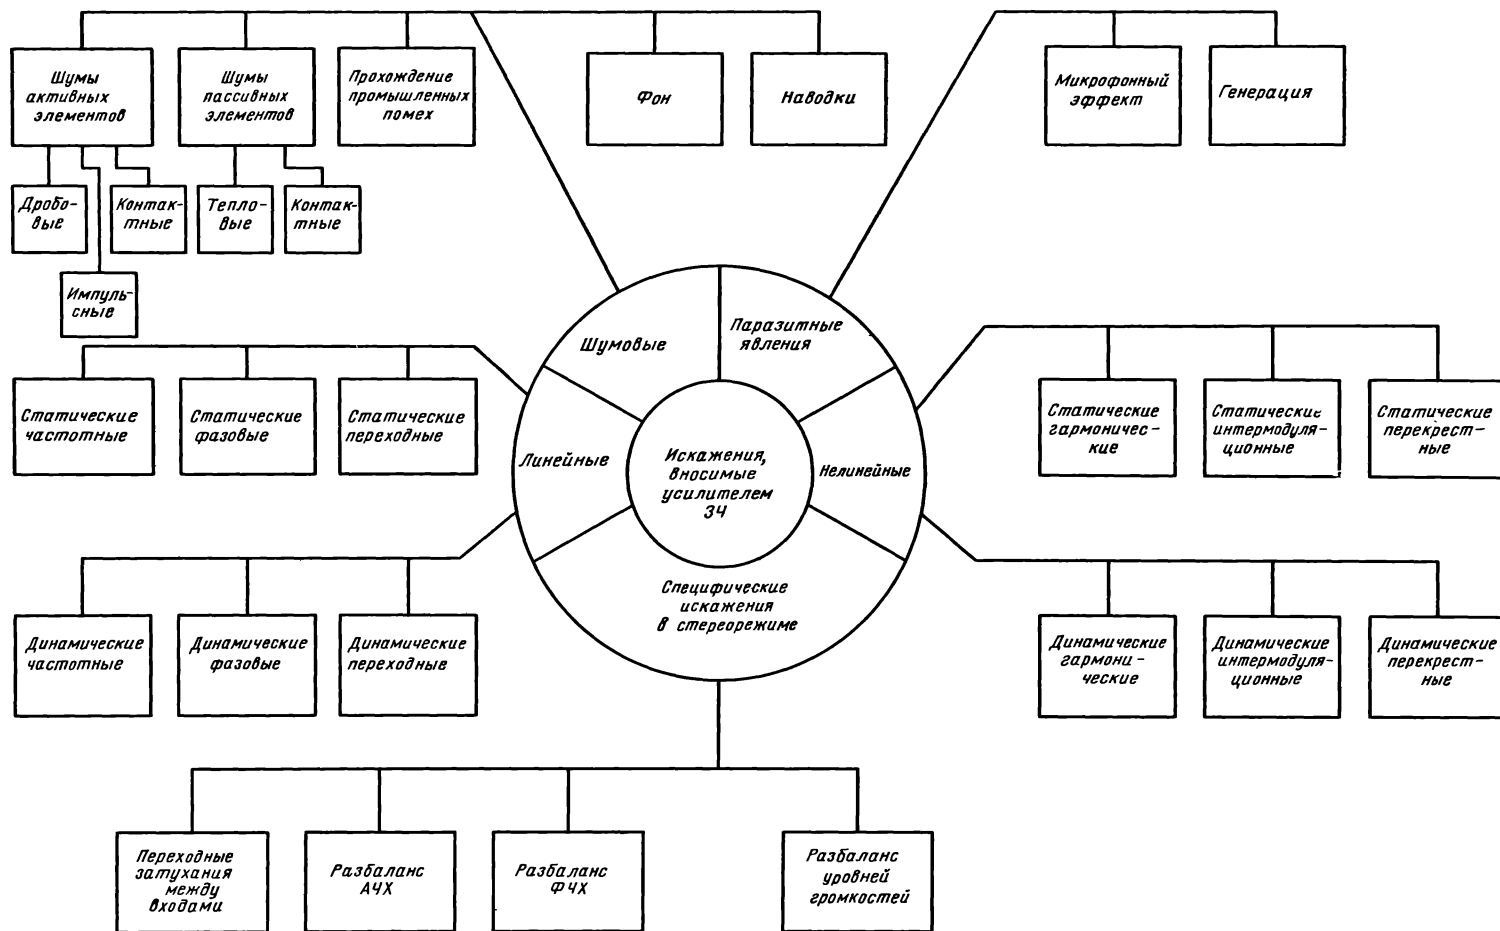 Шумы
активных
элементов
Шумы
пассивных
элементов
Прохождение
промышленных
помех
Фон
Наводки
Микрофонный
эффект
Генерация
Дробо-
вые
Контак-
тные
Тепло-
вые
Контак-
тные
Импуль-
сные
Шумовые
Паразитные
явления
Статические
частотные
Статические
фазовые
Статические
переходные
Статические
гармоничес-
кие
Статические
интермодуля-
ционные
Статические
перекрест-
ные
Линейные
Искажения,
вносимые
усилителем
ЗЧ
Нелинейные
Специфические
искажения
в стереорежиме
Динамические
частотные
Динамические
фазовые
Динамические
переходные
Динамические
гармони-
ческие
Динамические
интермодуля-
ционные
Динамические
перекрест-
ные
Переходные
затухания
между
входами
Разбаланс
АЧХ
Разбаланс
ФЧХ
Разбаланс
уровней
громкостей